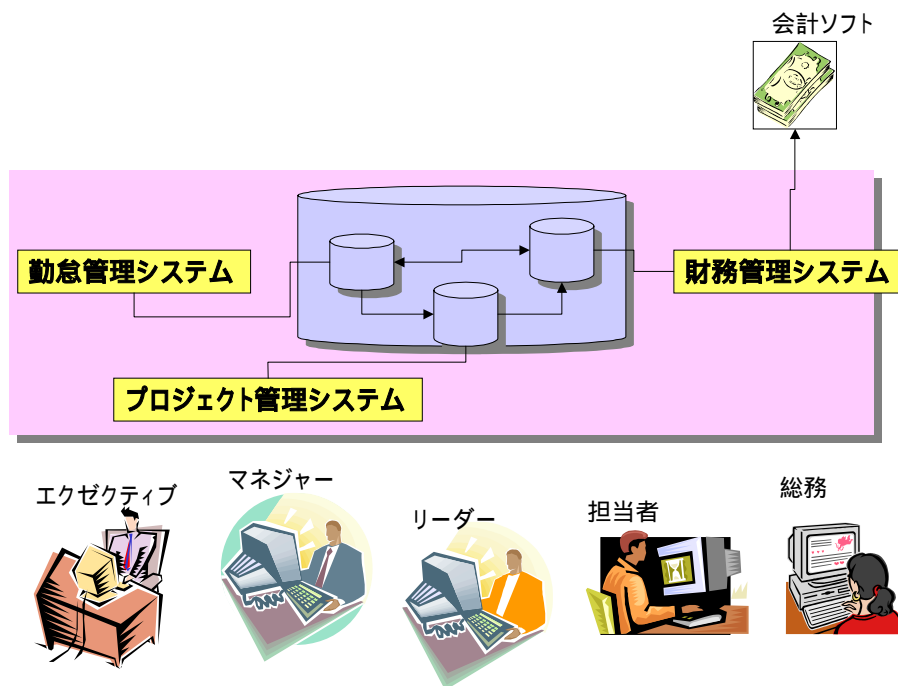 会計ソフト
勤怠管理システム
財務管理システム
プロジェクト管理システム
エクゼクティブ
マネジャー
リーダー
担当者
総務